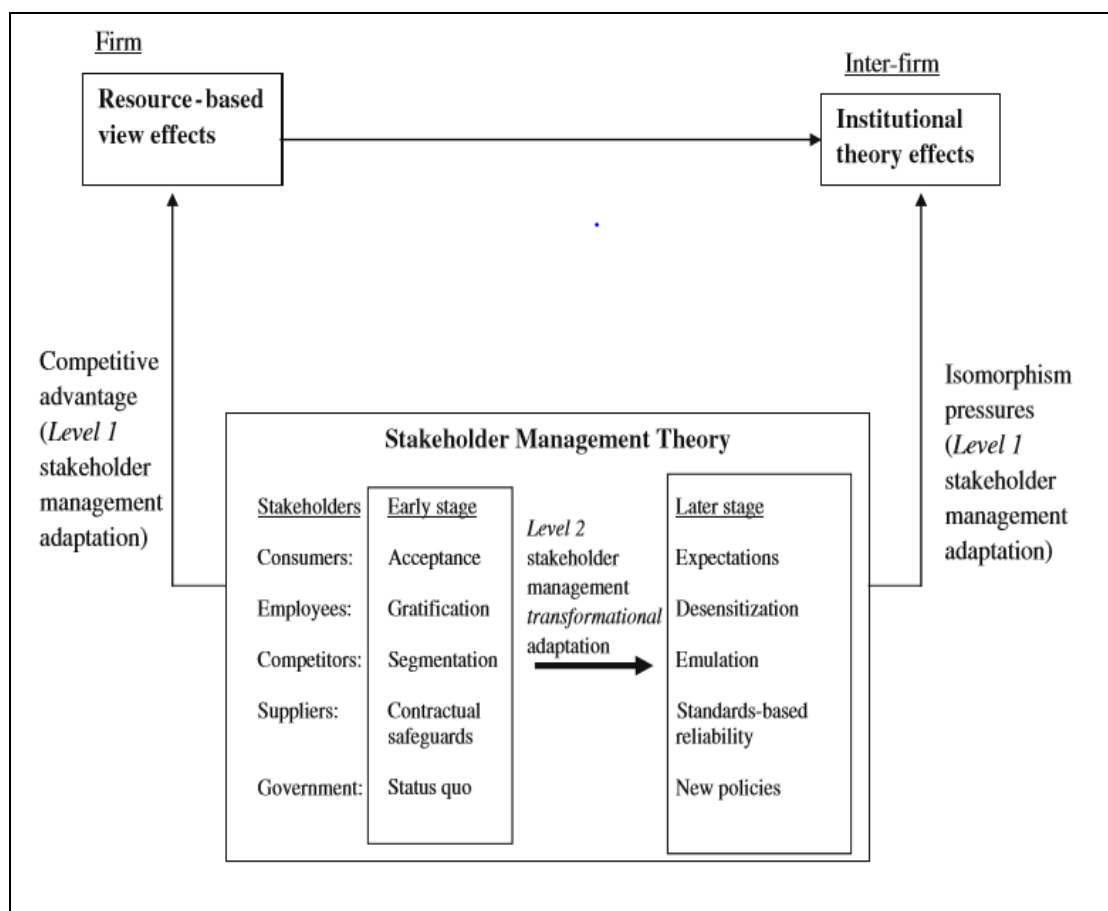 Firm
Resource-based
view effects
Inter-firm
Institutional
theory effects
Competitive
advantage
(Level 1
stakeholder
management
adaptation)
Isomorphism
pressures
(Level 1
stakeholder
management
adaptation)
Stakeholder Management Theory
Stakeholders Early stage Later stage
Consumers: Acceptance Expectations
Employees: Gratification Desensitization
Competitors: Segmentation Emulation
Suppliers: Contractual
safeguards
Standards-based
reliability
Government: Status quo New policies
Level 2
stakeholder
management
transformational
adaptation